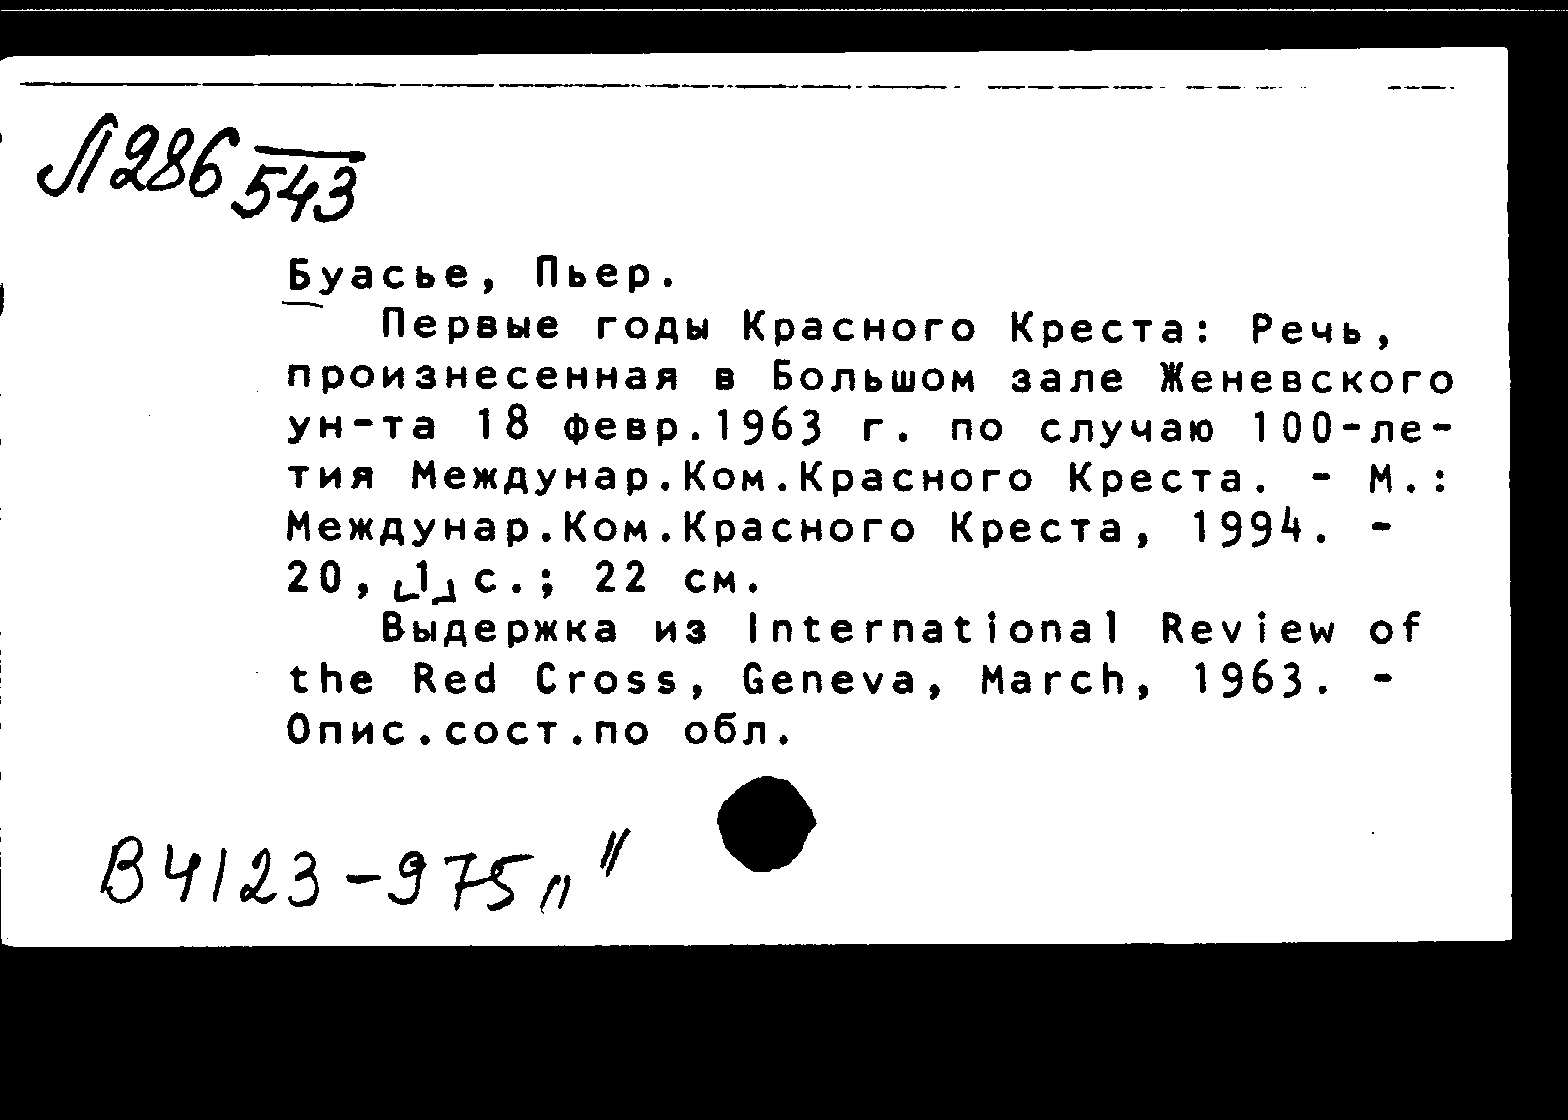 Л286
543
Буасье, Пьер.
Первые годы Красного Креста: Речь,
произнесенная в Большом зале Женевского
ун-та 18 февр.1963 г. по случаю 100-ле-
тия Междунар.Ком.Красного Креста. - М.:
Междунар.Ком.Красного Креста, 1994. -
20, [1] с.; 22 см.
Выдержка из International Review of
the Red Cross, Geneva, March, 1963. -
Опис.сост.по обл.
В4123-975 „ "